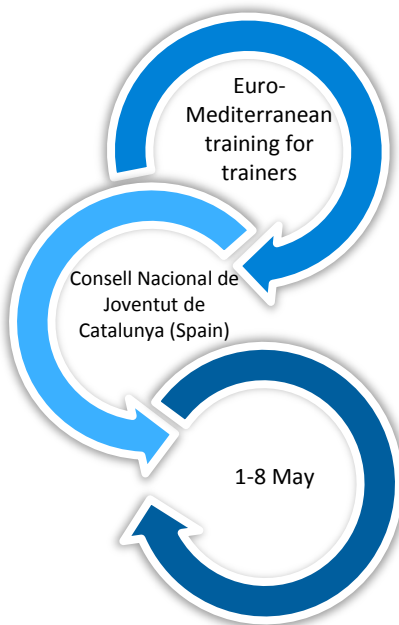 Euro-
Mediterranean
training for
trainers
Consell Nacional de
Joventut de
Catalunya (Spain)
1-8 May